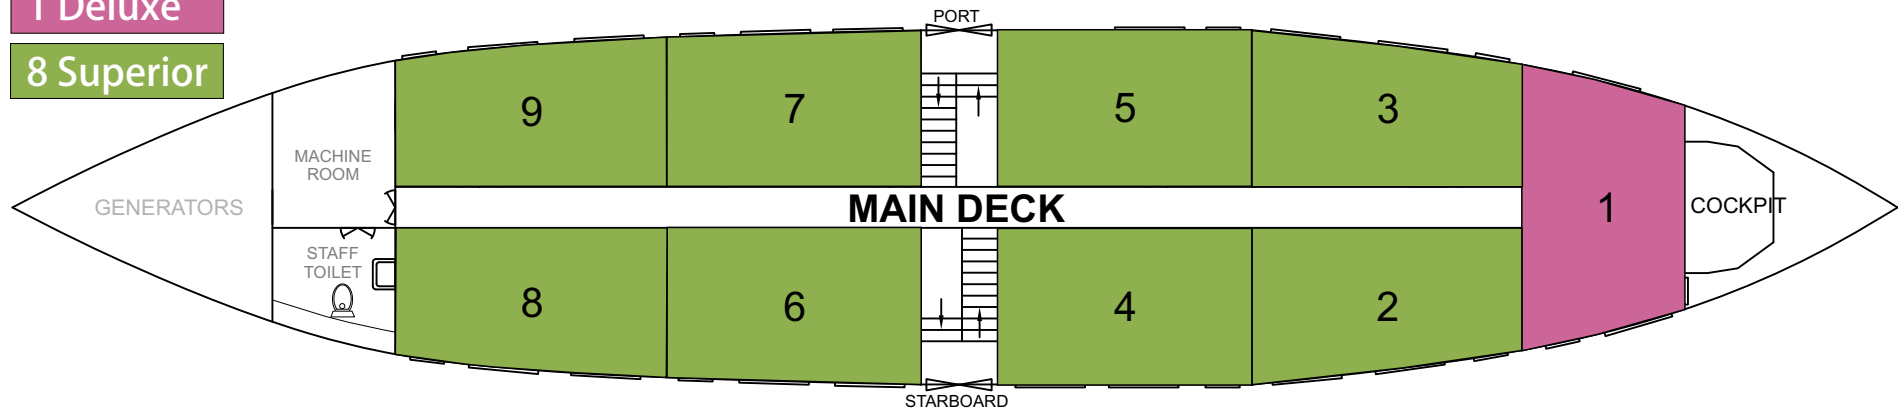 1 Deluxe
8 Superior
PORT
9
7
5
3
MACHINE
ROOM
GENERATORS
MAIN DECK
1
COCKPIT
STAFF
TOILET
8
6
4
2
STARBOARD